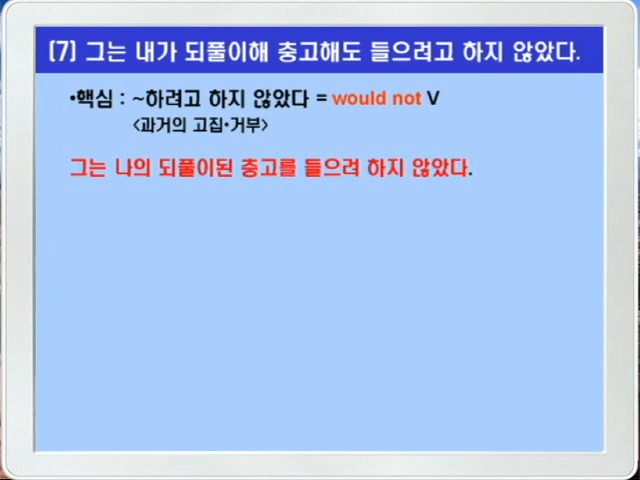 [7] 그는 내가 되풀이해 충고해도 들으려고 하지 않았다.
•핵심 : ~하려고 하지 않았다 = would not V
<과거의 고집•거부>
그는 나의 되풀이된 충고를 들으려 하지 않았다.